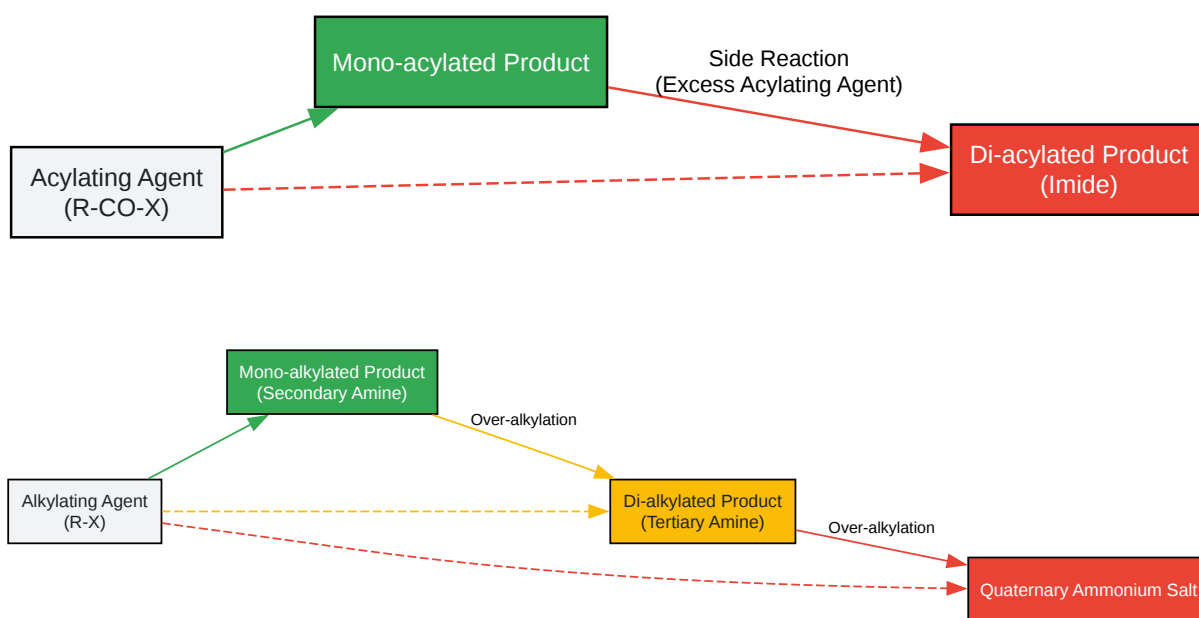 Mono-acylated Product
Side Reaction
(Excess Acylating Agent)
Acylating Agent
(R-CO-X)
Di-acylated Product
(Imide)
Mono-alkylated Product
(Secondary Amine)
Over-alkylation
Alkylating Agent
(R-X)
Di-alkylated Product
(Tertiary Amine)
Over-alkylation
Quaternary Ammonium Salt